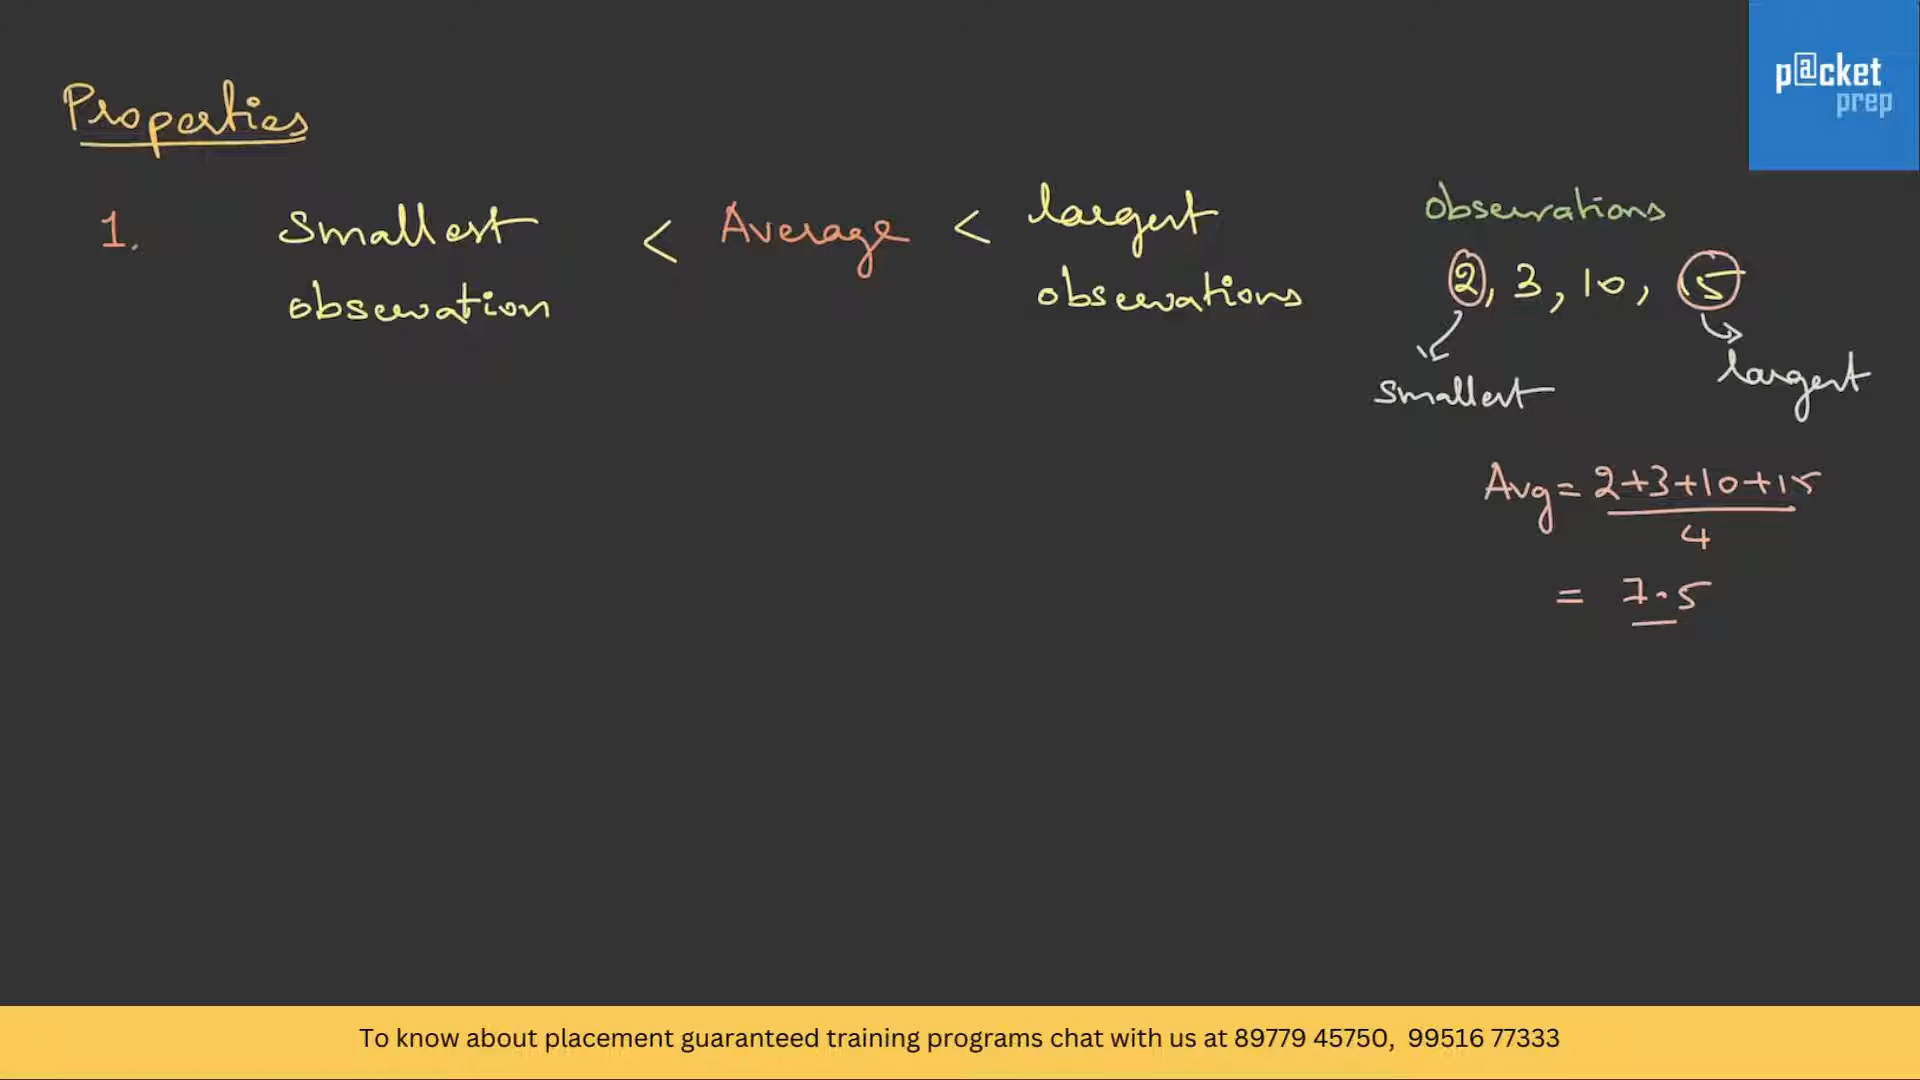 p@cket
prep
Properties
1. Smallest observation < Average < largest observations
observations
2, 3, 10, 15
smallest
largest
Avg = 2+3+10+15
4
= 7.5
To know about placement guaranteed training programs chat with us at 89779 45750, 99516 77333